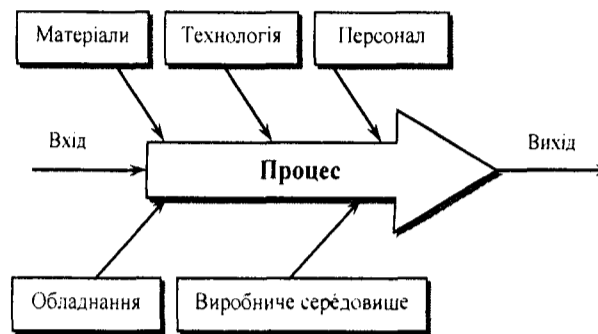 Матеріали
Технологія
Персонал
Вхід
Процес
Вихід
Обладнання
Виробниче середовище